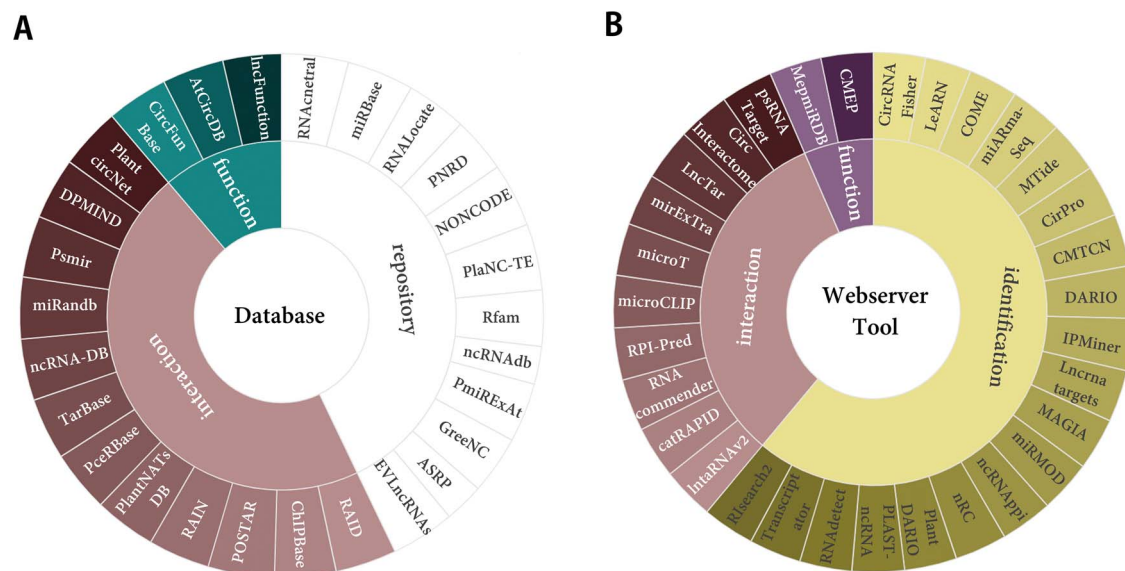 A
Database
repository
RNAcnetral
miRBase
RNALocate
PNRD
NONCODE
PlaNC-TE
Rfam
ncRNAdb
PmiRExAt
GreeNC
ASRP
EVLncRNAs
interaction
RAID
ChIPBase
POSTAR
RAIN
PlantNATs
DB
PceRBase
TarBase
ncRNA-DB
miRandb
Psmir
DPMIND
Plant
circNet
function
CircFun
Base
AtCircDB
lncFunction
B
Webserver
Tool
identification
CircRNA
Fisher
LeARN
COME
miARma-
Seq
MTide
CirPro
CMTCN
DARIO
IPMiner
Lncrna
targets
MAGIA
miRMOD
ncRNAppi
nRC
Plant
DARIO
PLAST-
ncRNA
RNAdetect
Transcript
ator
RIsearch2
interaction
lntaRNAv2
catRAPID
RNA
commender
RPI-Pred
microCLIP
microT
mirExTra
LncTar
Circ
Interactome
psRNA
Target
function
MepmiRDB
CMEP